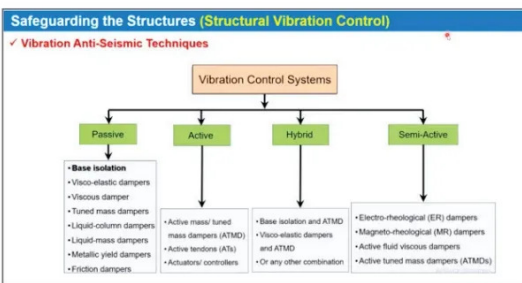 Safeguarding the Structures (Structural Vibration Control)
✓ Vibration Anti-Seismic Techniques
Vibration Control Systems
Passive
Active
Hybrid
Semi-Active
• Base isolation
• Visco-elastic dampers
• Viscous damper
• Tuned mass dampers
• Liquid-column dampers
• Liquid-mass dampers
• Metallic yield dampers
• Friction dampers
• Active mass/ tuned
mass dampers (ATMD)
• Active tendons (ATs)
• Actuators/ controllers
• Base isolation and ATMD
• Visco-elastic dampers
and ATMD
• Or any other combination
• Electro-rheological (ER) dampers
• Magneto-rheological (MR) dampers
• Active fluid viscous dampers
• Active tuned mass dampers (ATMDs)